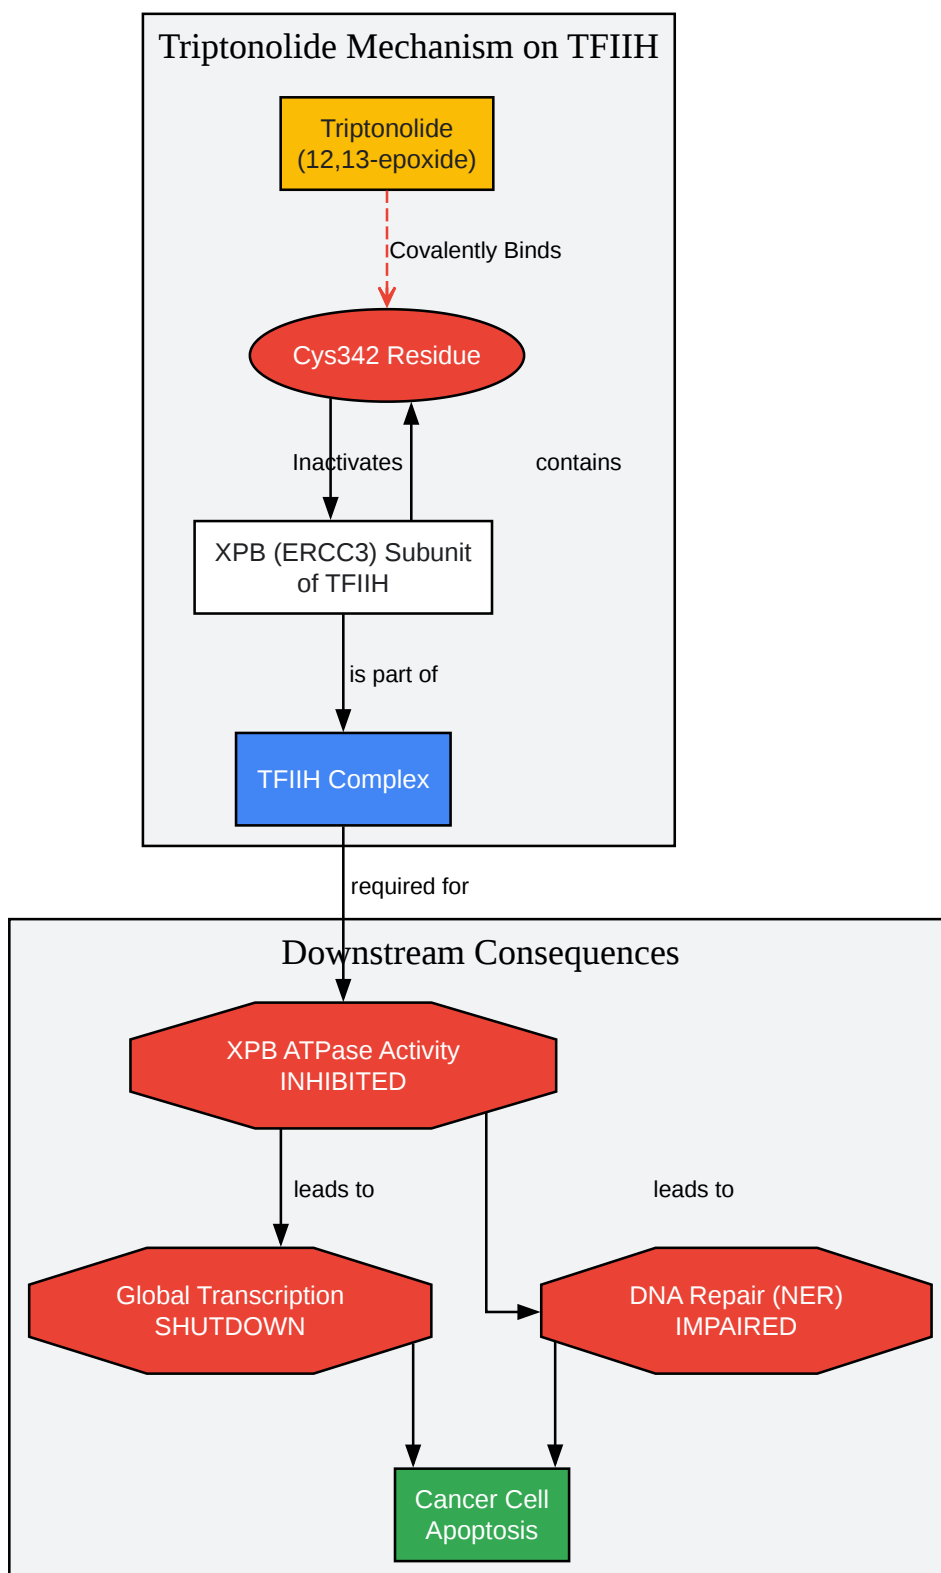 Triptonolide Mechanism on TFIIH
Triptonolide
(12,13-epoxide)
Covalently Binds
Cys342 Residue
Inactivates
contains
XPB (ERCC3) Subunit
of TFIIH
is part of
TFIIH Complex
required for
Downstream Consequences
XPB ATPase Activity
INHIBITED
leads to
leads to
Global Transcription
SHUTDOWN
DNA Repair (NER)
IMPAIRED
Cancer Cell
Apoptosis